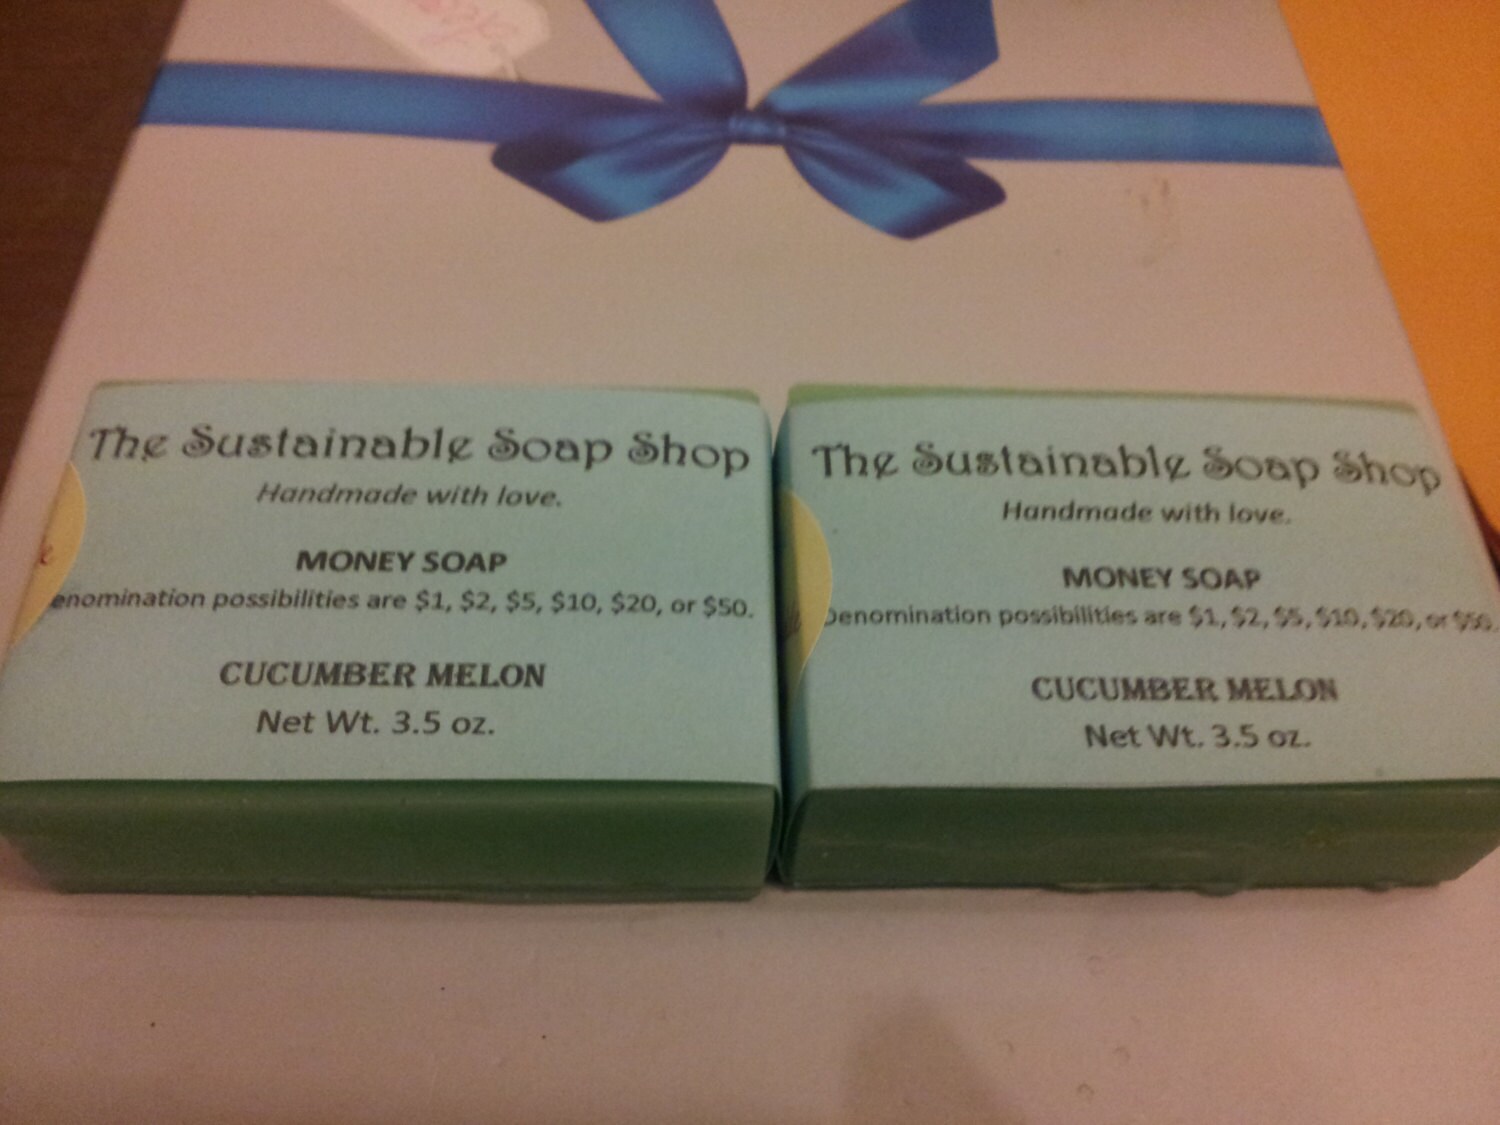 The Sustainable Soap Shop
Handmade with love.
MONEY SOAP
enomination possibilities are $1, $2, $5, $10, $20, or $50.
CUCUMBER MELON
Net Wt. 3.5 oz.
The Sustainable Soap Shop
Handmade with love.
MONEY SOAP
Denomination possibilities are $1, $2, $5, $10, $20, or $50.
CUCUMBER MELON
Net Wt. 3.5 oz.